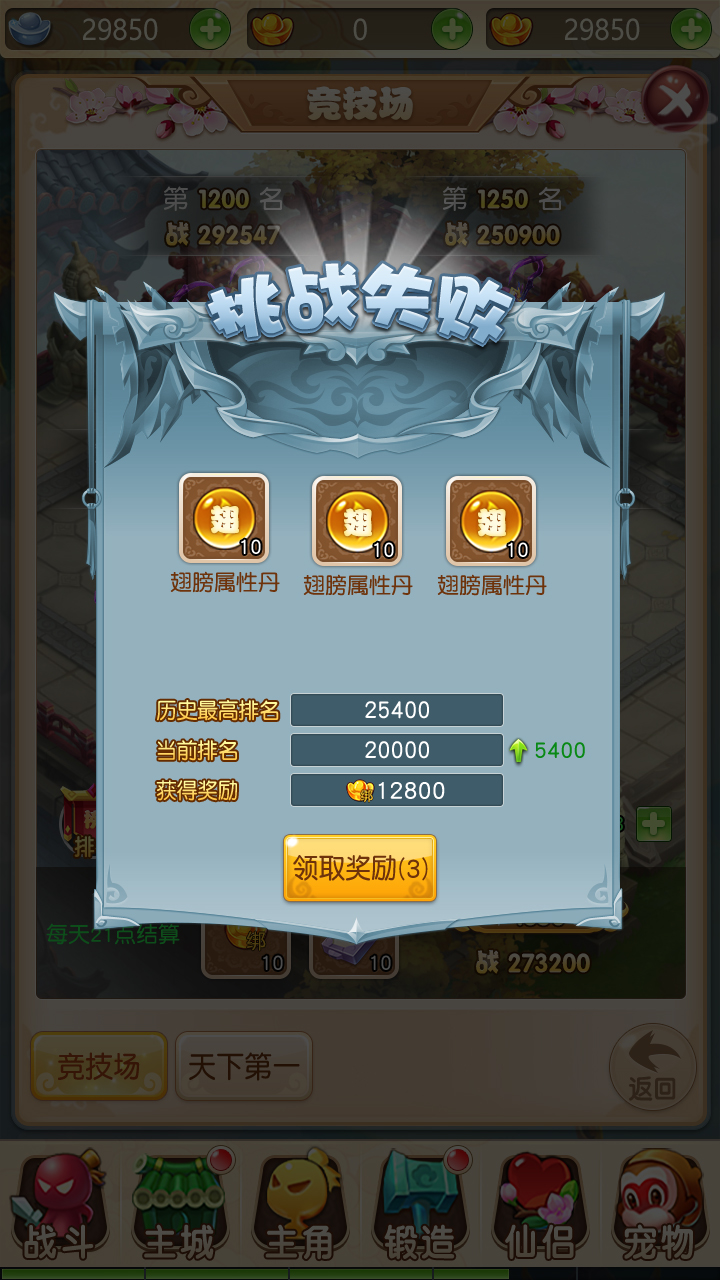 29850
0
29850
竞技场
第 1200 名
第 1250 名
战 292547
战 250900
挑战失败
翅
10
翅
10
翅
10
翅膀属性丹
翅膀属性丹
翅膀属性丹
历史最高排名
25400
当前排名
20000
5400
获得奖励
绑
12800
排
领取奖励(3)
每天21点结算
绑
10
10
战 273200
竞技场
天下第一
返回
战斗
主城
主角
锻造
仙侣
宠物